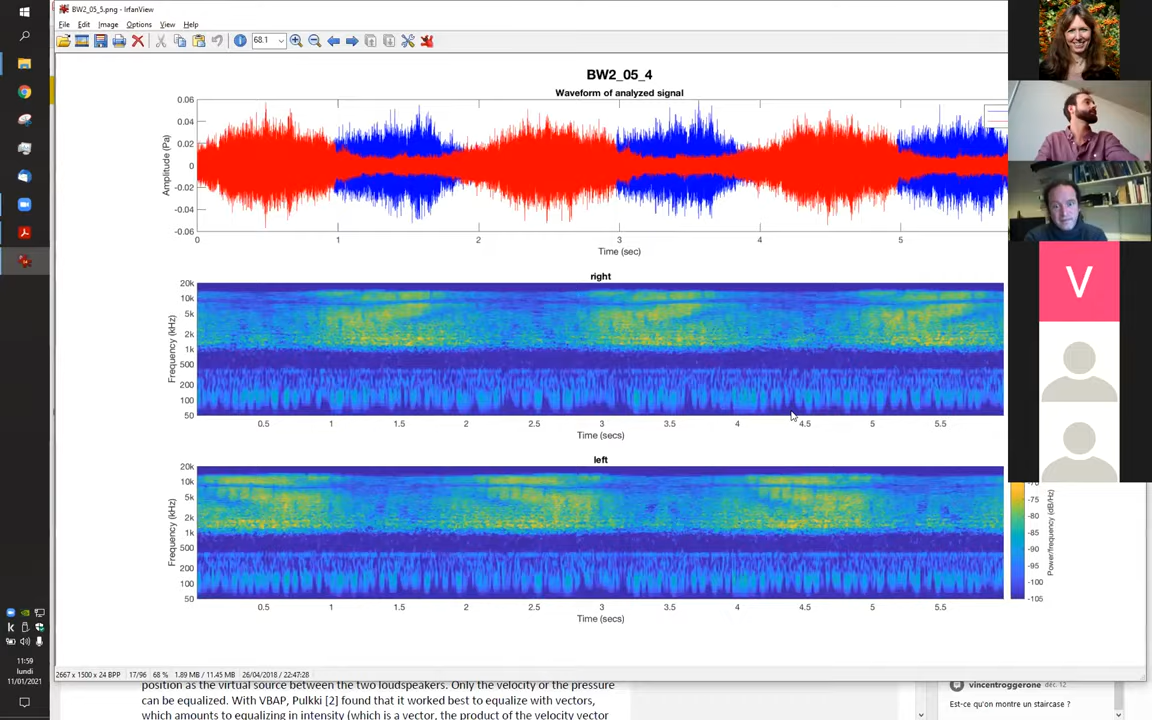 BW2_05_5.png - IrfanView
File Edit Image Options View Help
68.1
BW2_05_4
Waveform of analyzed signal
Amplitude (Pa)
0.06
0.04
0.02
0
-0.02
-0.04
-0.06
0 1 2 3 4 5
Time (sec)
right
Frequency (kHz)
20k
10k
5k
2k
1k
500
200
100
50
0.5 1 1.5 2 2.5 3 3.5 4 4.5 5 5.5
Time (secs)
left
Frequency (kHz)
20k
10k
5k
2k
1k
500
200
100
50
0.5 1 1.5 2 2.5 3 3.5 4 4.5 5 5.5
Time (secs)
-75
-80
-85
-90
-95
-100
-105
Power/frequency (dB/Hz)
V
2667 x 1500 x 24 BPP 17/96 68 % 1.89 MB / 11.45 MB 26/04/2018 / 22:47:28
position as the virtual source between the two loudspeakers. Only the velocity or the pressure
can be equalized. With VBAP, Pulkki [2] found that it worked best to equalize with vectors,
which amounts to equalizing in intensity (which is a vector, the product of the velocity vector
vincentroggerone déc. 12
Est-ce qu'on montre un staircase ?
11:59
lundi
11/01/2021